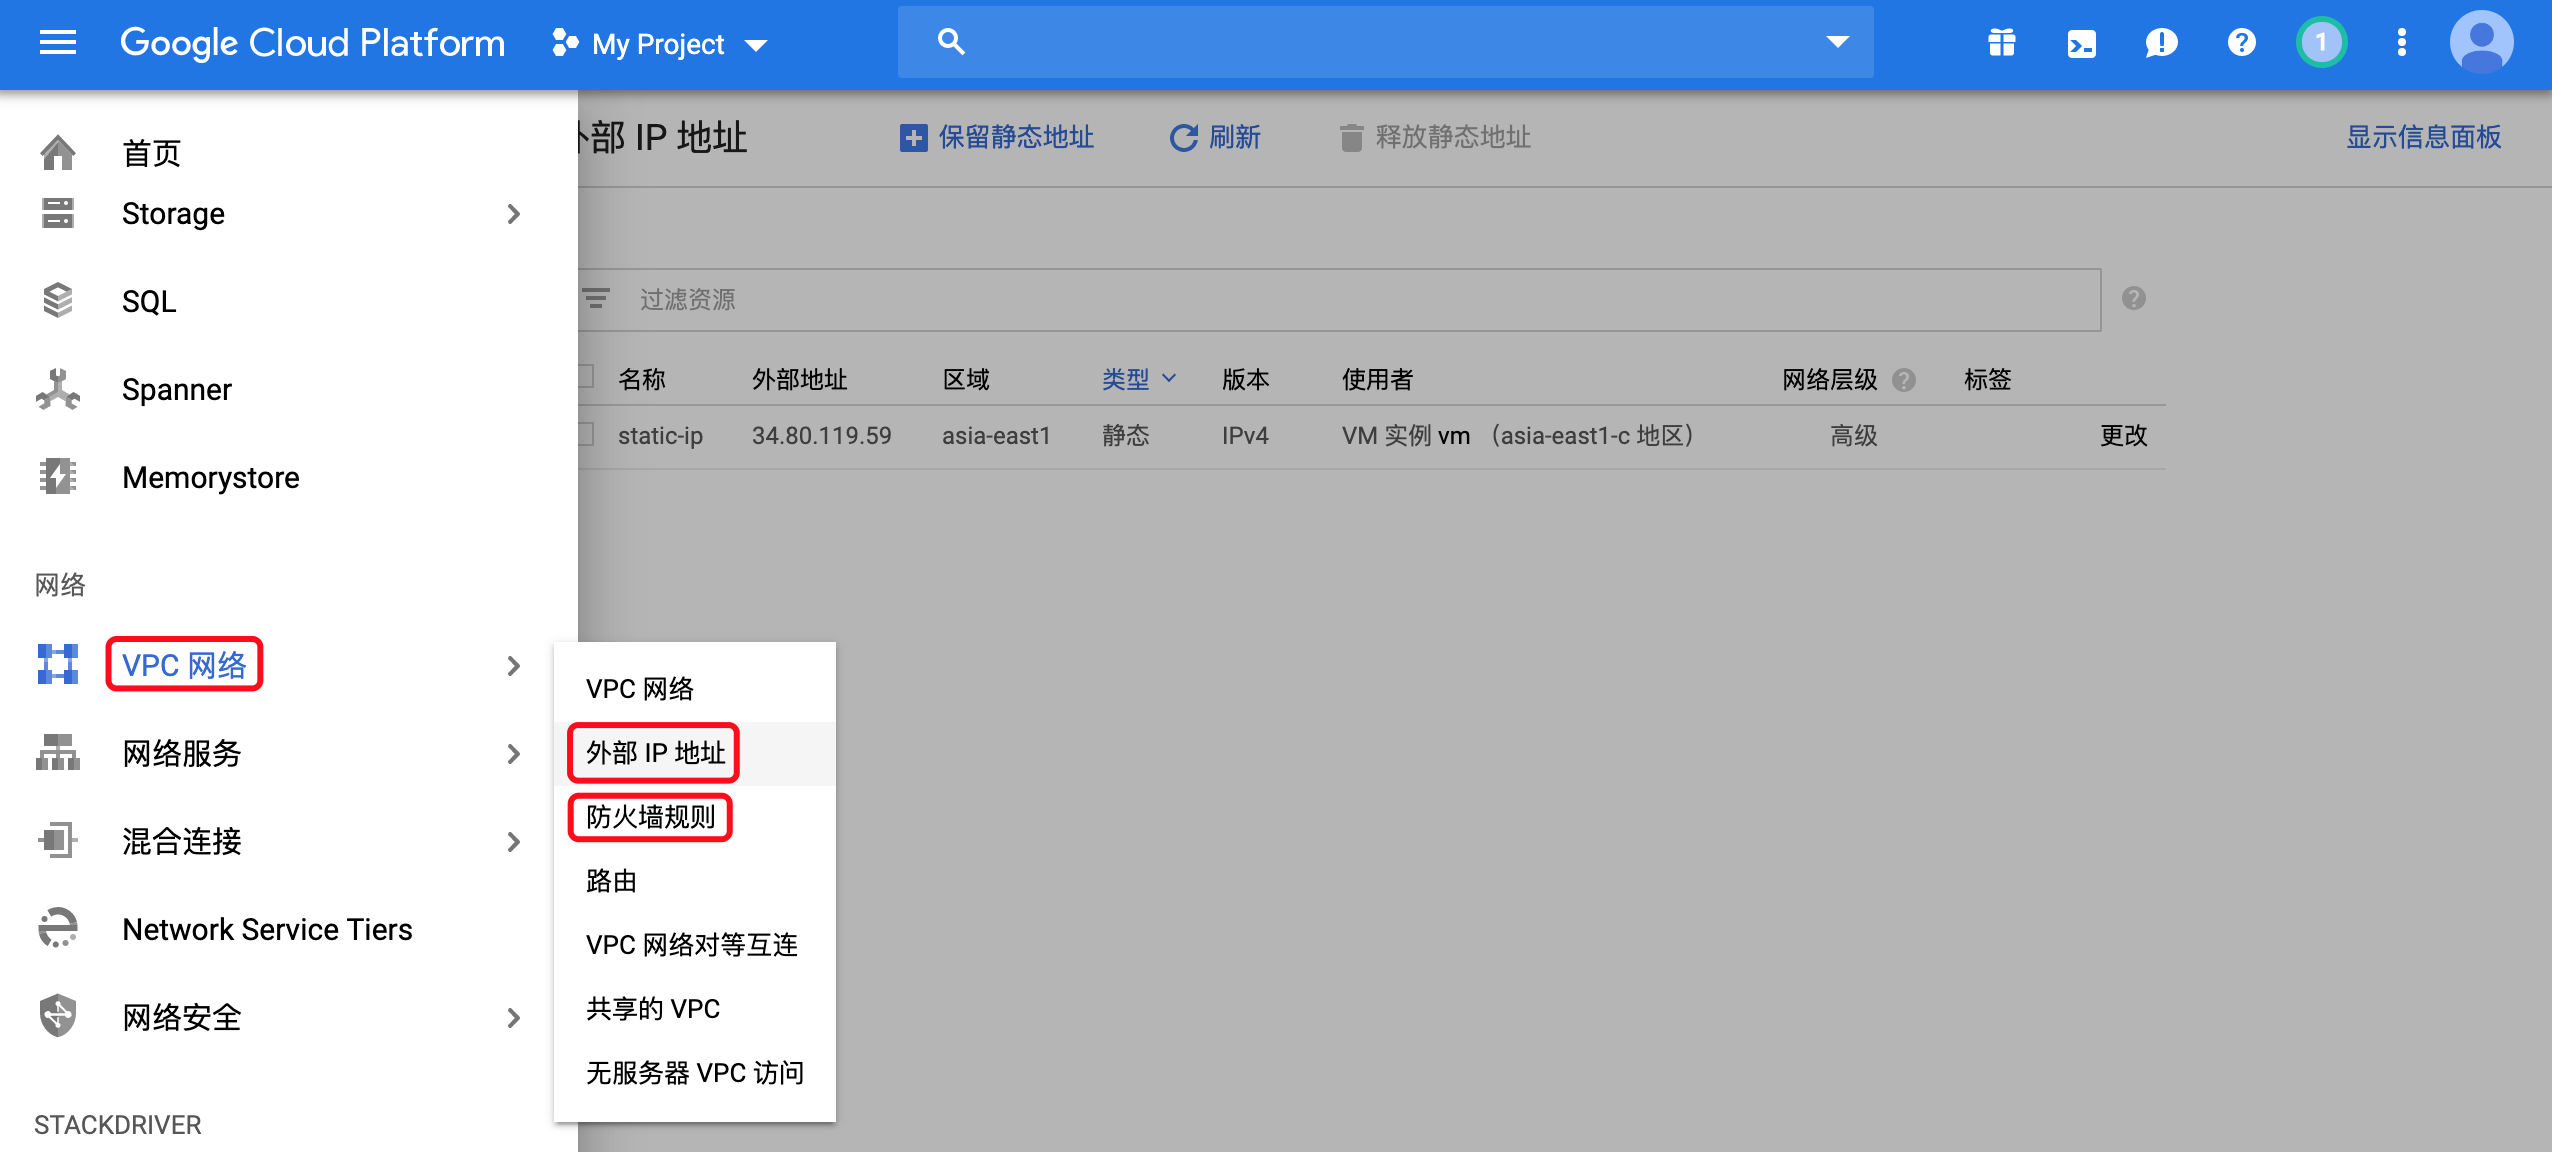 Google Cloud Platform
My Project
1
首页
Storage
SQL
Spanner
Memorystore
网络
VPC 网络
网络服务
混合连接
Network Service Tiers
网络安全
STACKDRIVER
VPC 网络
外部 IP 地址
防火墙规则
路由
VPC 网络对等互连
共享的 VPC
无服务器 VPC 访问
外部 IP 地址
保留静态地址
刷新
释放静态地址
显示信息面板
过滤资源
名称 外部地址 区域 类型 版本 使用者 网络层级 标签
static-ip 34.80.119.59 asia-east1 静态 IPv4 VM 实例 vm （asia-east1-c 地区） 高级 更改